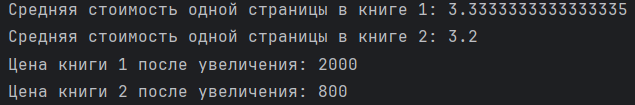 Средняя стоимость одной страницы в книге 1: 3.3333333333333335
Средняя стоимость одной страницы в книге 2: 3.2
Цена книги 1 после увеличения: 2000
Цена книги 2 после увеличения: 800